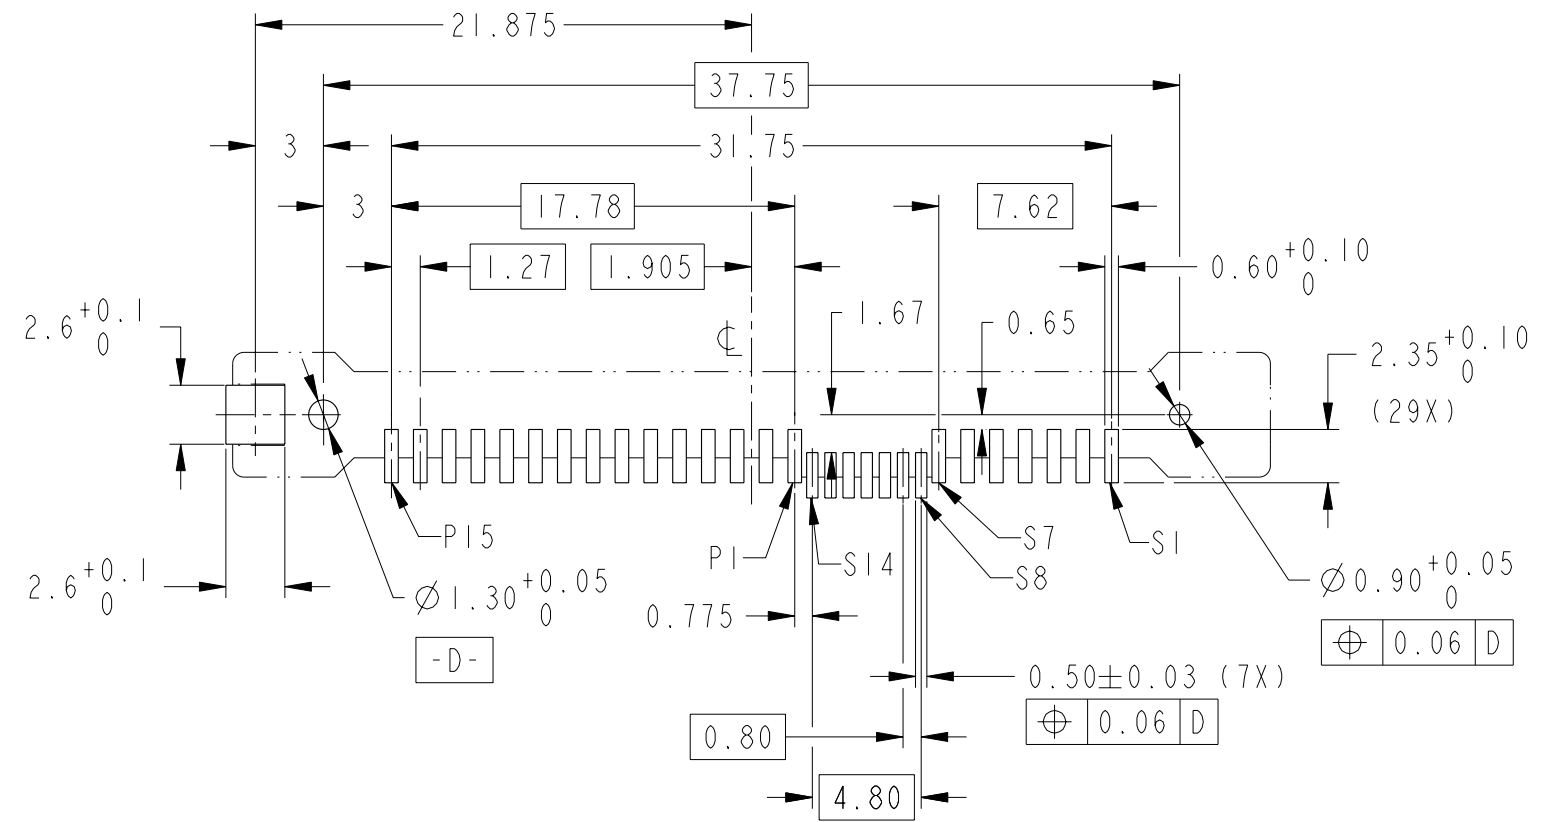 21.875
37.75
3
31.75
3
17.78
7.62
1.27
1.905
0.60 +0.10 0
2.6 +0.1 0
℄
1.67
0.65
2.35 +0.10 0
(29X)
P15
P1
S14
S7
S8
S1
2.6 +0.1 0
⌀1.30 +0.05 0
-D-
0.775
⌀0.90 +0.05 0
⌖ 0.06 D
0.50±0.03 (7X)
⌖ 0.06 D
0.80
4.80